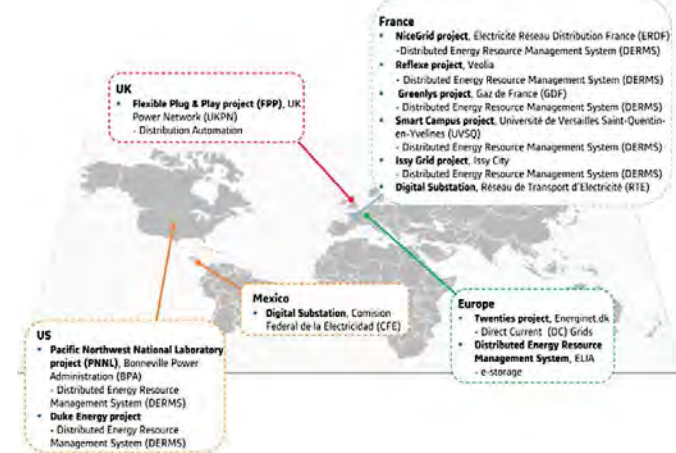 France
• NiceGrid project, Électricité Réseau Distribution France (ERDF)
-Distributed Energy Resource Management System (DERMS)
• Reflexe project, Veolia
- Distributed Energy Resource Management System (DERMS)
• Greenlys project, Gaz de France (GDF)
- Distributed Energy Resource Management System (DERMS)
• Smart Campus project, Université de Versailles Saint-Quentin-
en-Yvelines (UVSQ)
- Distributed Energy Resource Management System (DERMS)
• Issy Grid project, Issy City
- Distributed Energy Resource Management System (DERMS)
• Digital Substation, Réseau de Transport d'Electricité (RTE)
UK
• Flexible Plug & Play project (FPP), UK
Power Network (UKPN)
- Distribution Automation
Mexico
• Digital Substation, Comision
Federal de la Electricidad (CFE)
Europe
• Twenties project, Energinet.dk
- Direct Current (DC) Grids
• Distributed Energy Resource
Management System, ELIA
- e-storage
US
• Pacific Northwest National Laboratory
project (PNNL), Bonneville Power
Administration (BPA)
- Distributed Energy Resource
Management System (DERMS)
• Duke Energy project
- Distributed Energy Resource
Management System (DERMS)